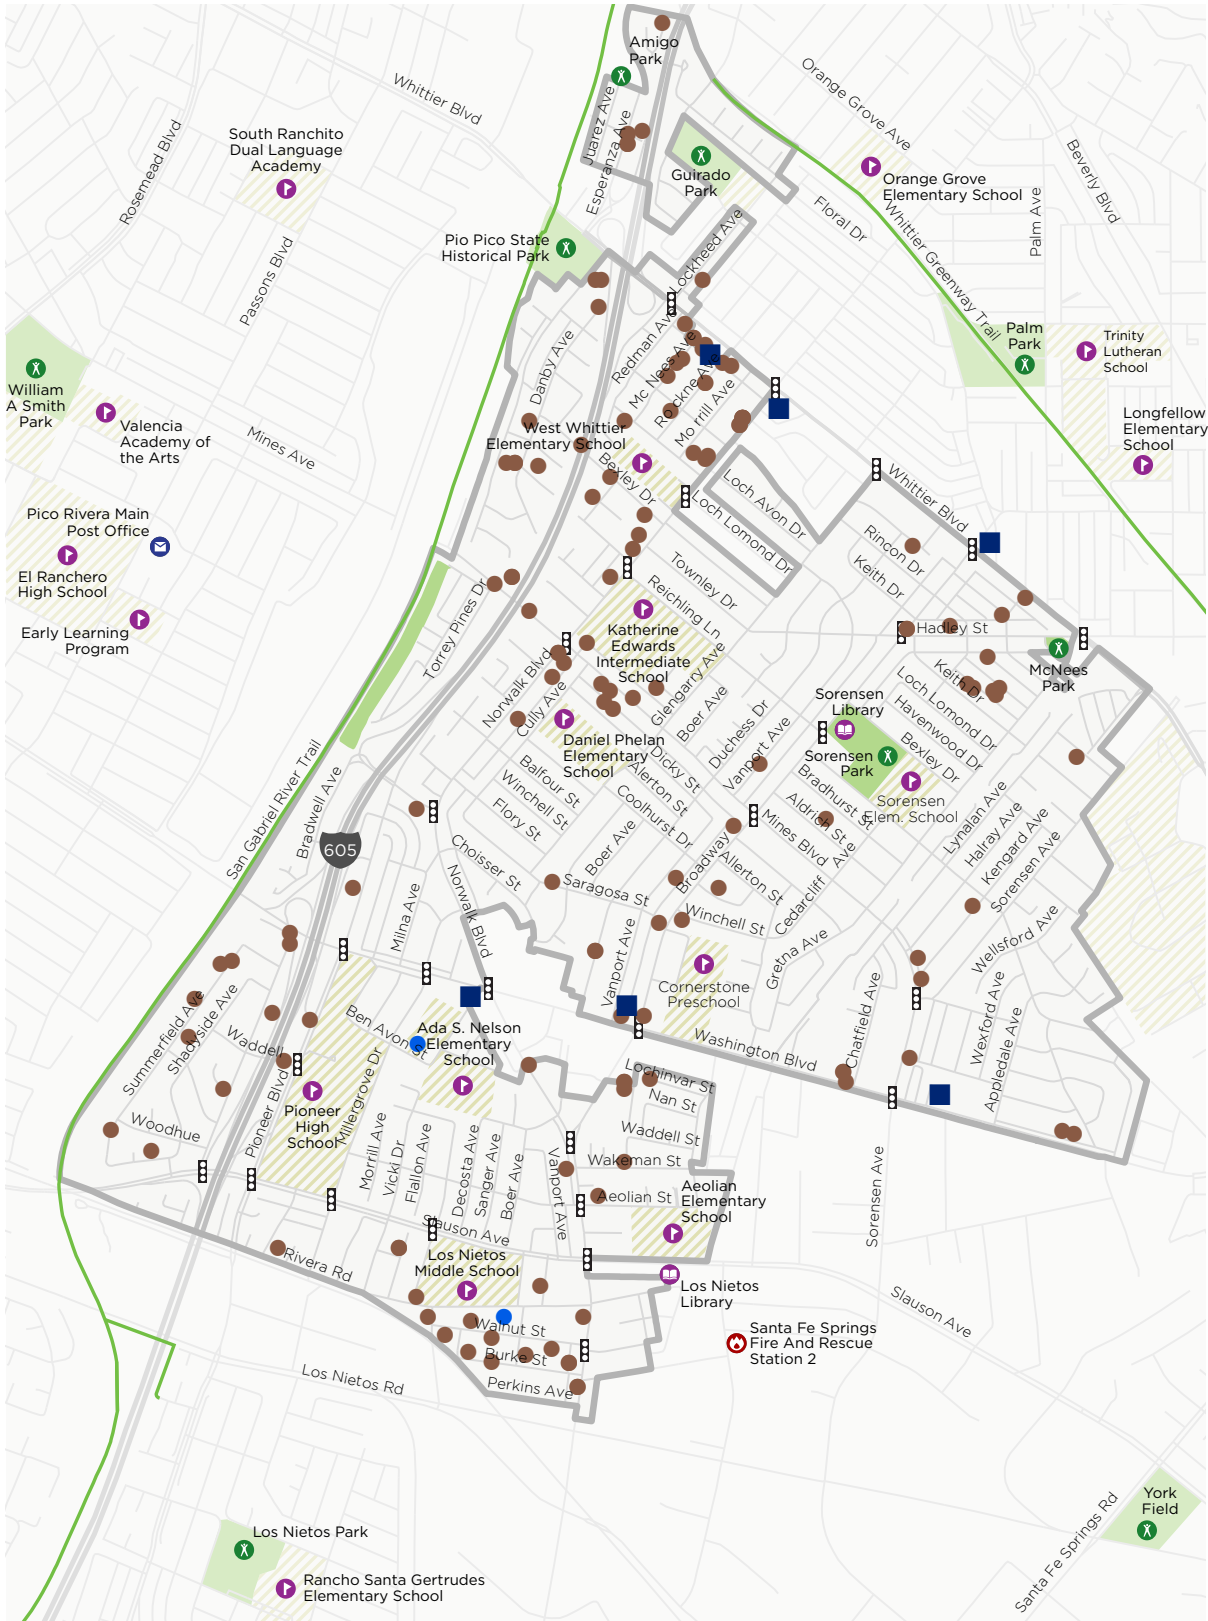 Amigo
Park
Whittier Blvd
Orange Grove Ave
Juarez Ave
Esperanza Ave
Rosemead Blvd
South Ranchito
Dual Language
Academy
Guirado
Park
Orange Grove
Elementary School
Beverly Blvd
Palm Ave
Floral Dr
Whittier Greenway Trail
Lockheed Ave
Pio Pico State
Historical Park
Passons Blvd
Redman Ave
Danby Ave
Mc Nees Ave
Rockne Ave
Morrill Ave
Palm
Park
Trinity
Lutheran
School
William
A Smith
Park
Valencia
Academy of
the Arts
Mines Ave
West Whittier
Elementary School
Longfellow
Elementary
School
Bexley Dr
Loch Avon Dr
Loch Lomond Dr
Whittier Blvd
Pico Rivera Main
Post Office
El Ranchero
High School
Early Learning
Program
Rincon Dr
Keith Dr
Townley Dr
Reichling Ln
Torrey Pines Dr
Katherine
Edwards
Intermediate
School
Hadley St
McNees
Park
Norwalk Blvd
Cully Ave
Glengarry Ave
Boer Ave
Keith Dr
Loch Lomond Dr
Havenwood Dr
Bexley Dr
Sorensen
Library
Sorensen
Park
Sorensen
Elem. School
Daniel Phelan
Elementary
School
Duchess Dr
Vanport Ave
Dicky St
Alerton St
Coolhurst Dr
Balfour St
Winchell St
Flory St
Bradhurst St
Aldrich St
Mines Blvd
San Gabriel River Trail
Bradwell Ave
605
Lynalan Ave
Halray Ave
Kengard Ave
Sorensen Ave
Boer Ave
Broadway Ave
Allerton St
Cedarcliff Ave
Choisser St
Saragosa St
Winchell St
Norwalk Blvd
Milna Ave
Vanport Ave
Gretna Ave
Wellsford Ave
Cornerstone
Preschool
Washington Blvd
Chatfield Ave
Wexford Ave
Appledale Ave
Summerfield Ave
Shadyside Ave
Waddell
Ben Avon St
Ada S. Nelson
Elementary
School
Lochinvar St
Nan St
Waddell St
Wakeman St
Aeolian St
Pioneer
High
School
Pioneer Blvd
Millergrove Dr
Woodhue
Morrill Ave
Vicki Dr
Flallon Ave
Decosta Ave
Sanger Ave
Boer Ave
Vanport Ave
Aeolian
Elementary
School
Sorensen Ave
Slauson Ave
Rivera Rd
Los Nietos
Middle School
Los Nietos
Library
Slauson Ave
Walnut St
Burke St
Perkins Ave
Santa Fe Springs
Fire And Rescue
Station 2
Los Nietos Rd
York
Field
Santa Fe Springs Rd
Los Nietos Park
Rancho Santa Gertrudes
Elementary School